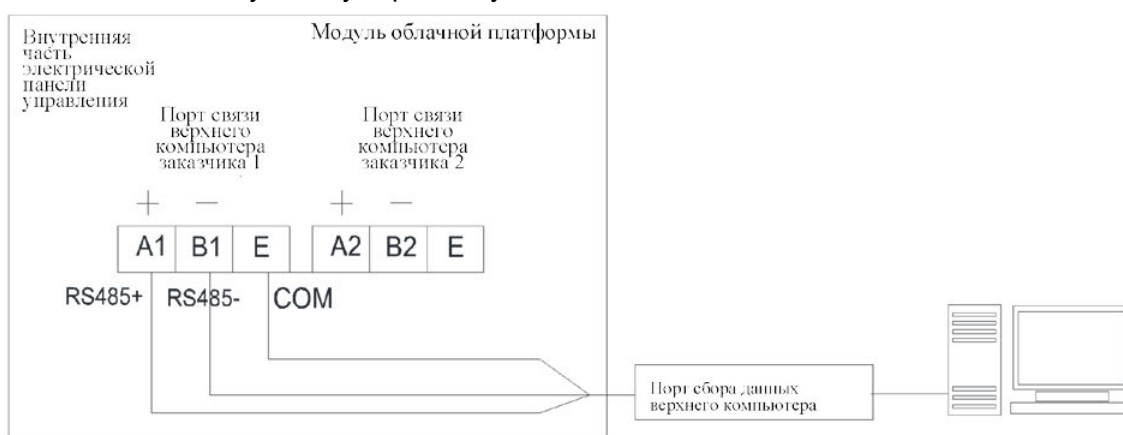 Внутренняя
часть
электрической
панели
управления
Модуль облачной платформы
Порт связи
верхнего
компьютера
заказчика 1
Порт связи
верхнего
компьютера
заказчика 2
+ — + —
A1 B1 E A2 B2 E
RS485+ RS485- COM
Порт сбора данных
верхнего компьютера